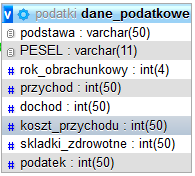 v podatki dane_podatkowe
podstawa : varchar(50)
PESEL : varchar(11)
# rok_obrachunkowy : int(4)
# przychod : int(50)
# dochod : int(50)
# koszt_przychodu : int(50)
# skladki_zdrowotne : int(50)
# podatek : int(50)